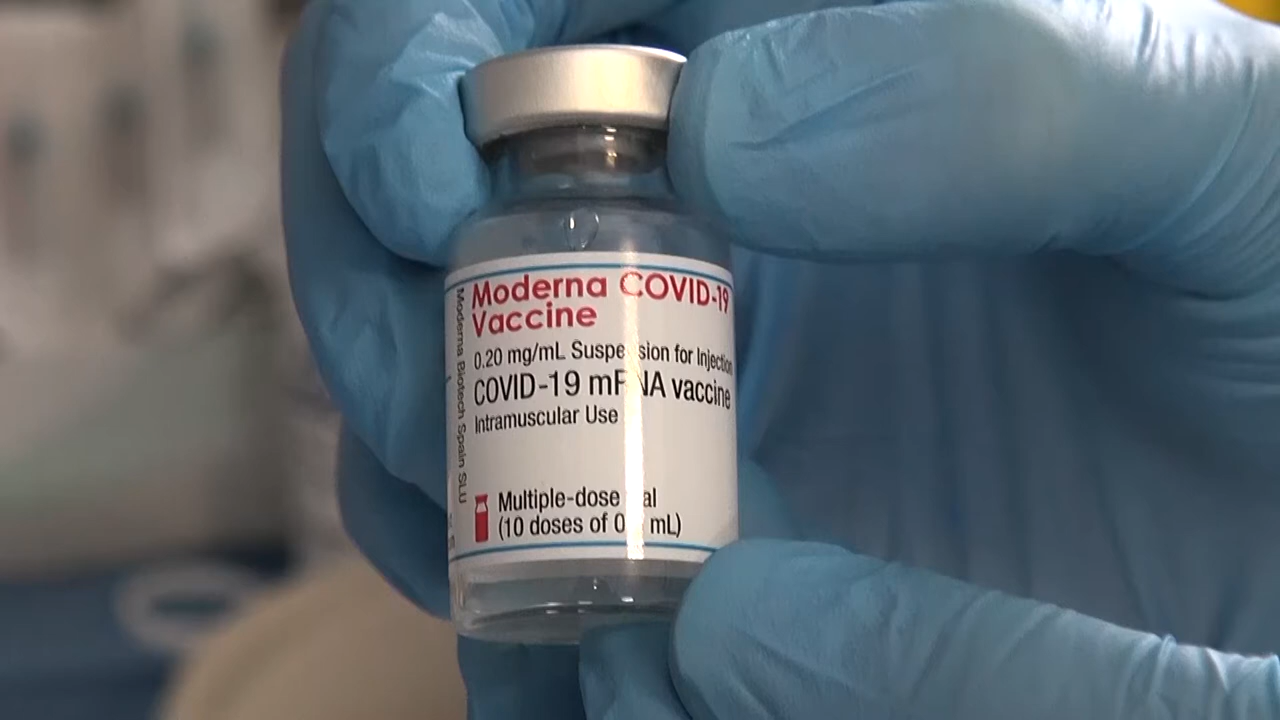 Moderna COVID-19
Vaccine
0.20 mg/mL Suspension for Injection
COVID-19 mRNA vaccine
Intramuscular Use
Multiple-dose
(10 doses of mL)
Moderna Biotech Spain SLU